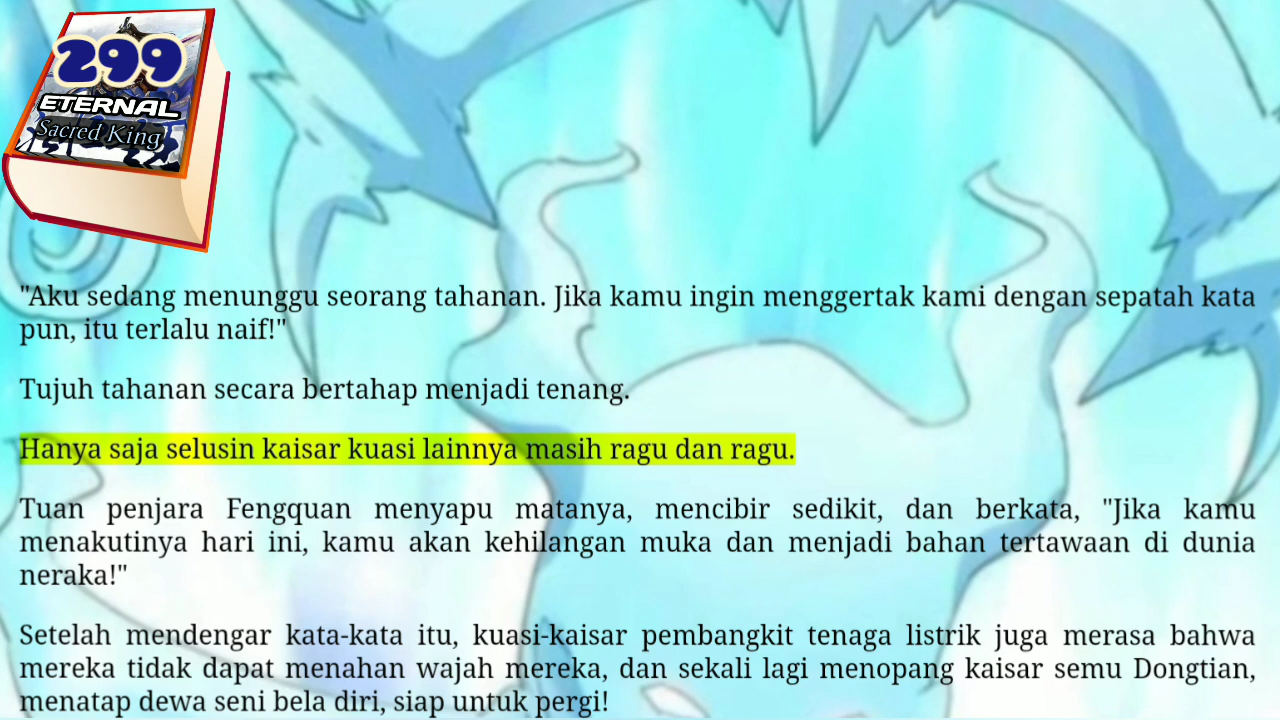 299
ETERNAL
Sacred King
"Aku sedang menunggu seorang tahanan. Jika kamu ingin menggertak kami dengan sepatah kata
pun, itu terlalu naif!"
Tujuh tahanan secara bertahap menjadi tenang.
Hanya saja selusin kaisar kuasi lainnya masih ragu dan ragu.
Tuan penjara Fengquan menyapu matanya, mencibir sedikit, dan berkata, "Jika kamu
menakutinya hari ini, kamu akan kehilangan muka dan menjadi bahan tertawaan di dunia
neraka!"
Setelah mendengar kata-kata itu, kuasi-kaisar pembangkit tenaga listrik juga merasa bahwa
mereka tidak dapat menahan wajah mereka, dan sekali lagi menopang kaisar semu Dongtian,
menatap dewa seni bela diri, siap untuk pergi!